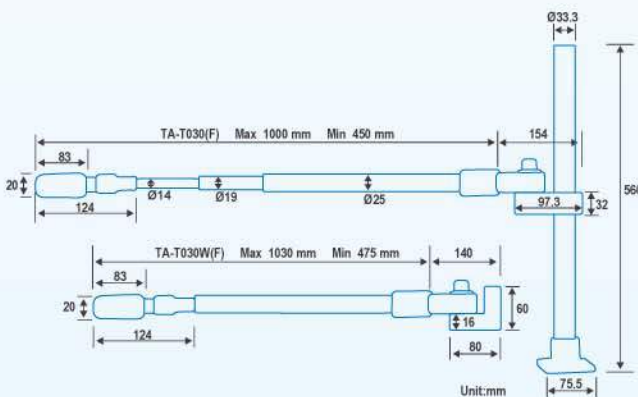 Ø33.3
TA-T030(F) Max 1000 mm Min 450 mm
154
83
20
Ø14
Ø19
Ø25
97.3
32
124
560
TA-T030W(F) Max 1030 mm Min 475 mm
140
83
20
16
60
124
80
75.5
Unit:mm